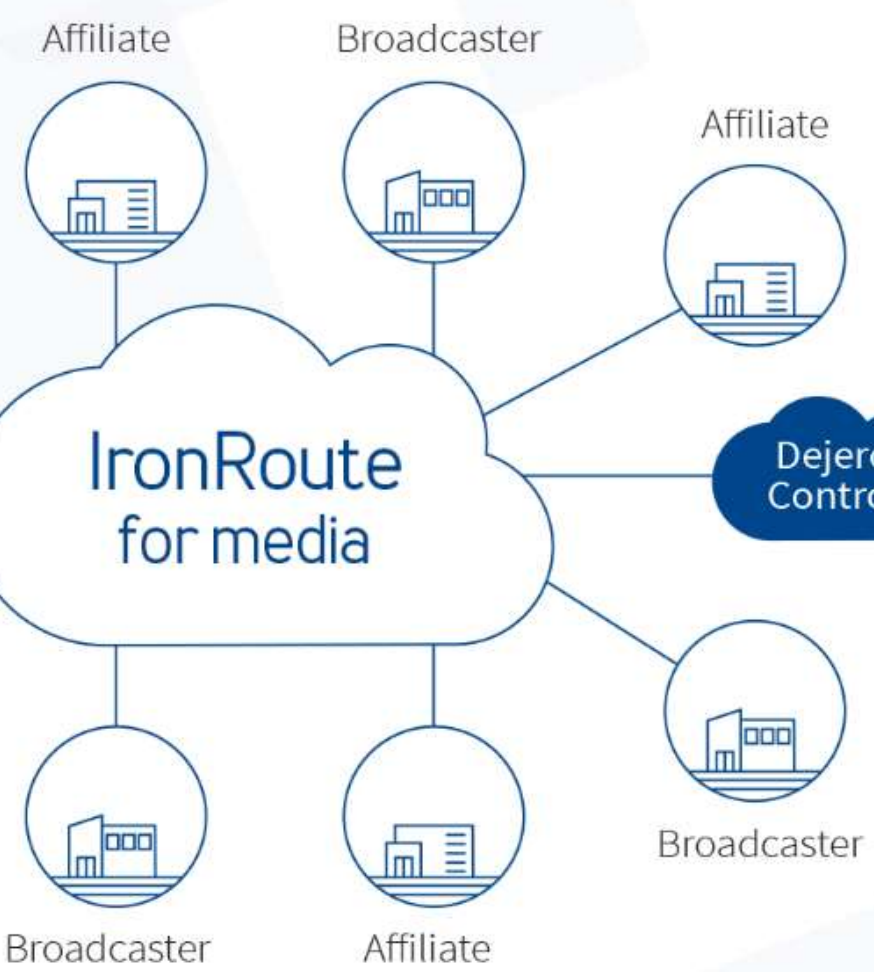 Affiliate
Broadcaster
Affiliate
IronRoute
for media
Broadcaster
Broadcaster
Affiliate